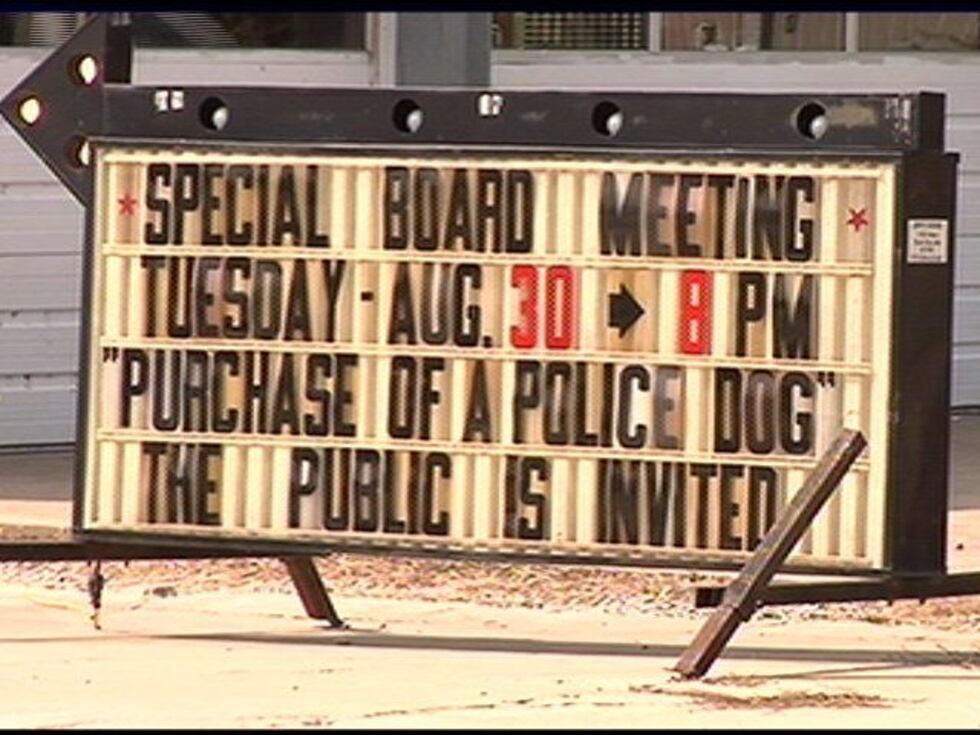 SPECIAL BOARD MEETING
TUESDAY - AUG. 30 → 8 PM
"PURCHASE OF A POLICE DOG"
THE PUBLIC IS INVITED